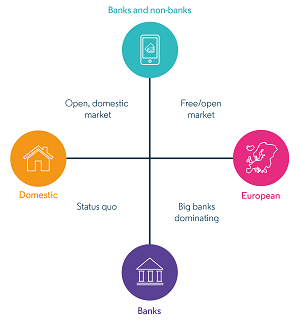 Banks and non-banks
Open, domestic
market
Free/open
market
Domestic
European
Status quo
Big banks
dominating
Banks